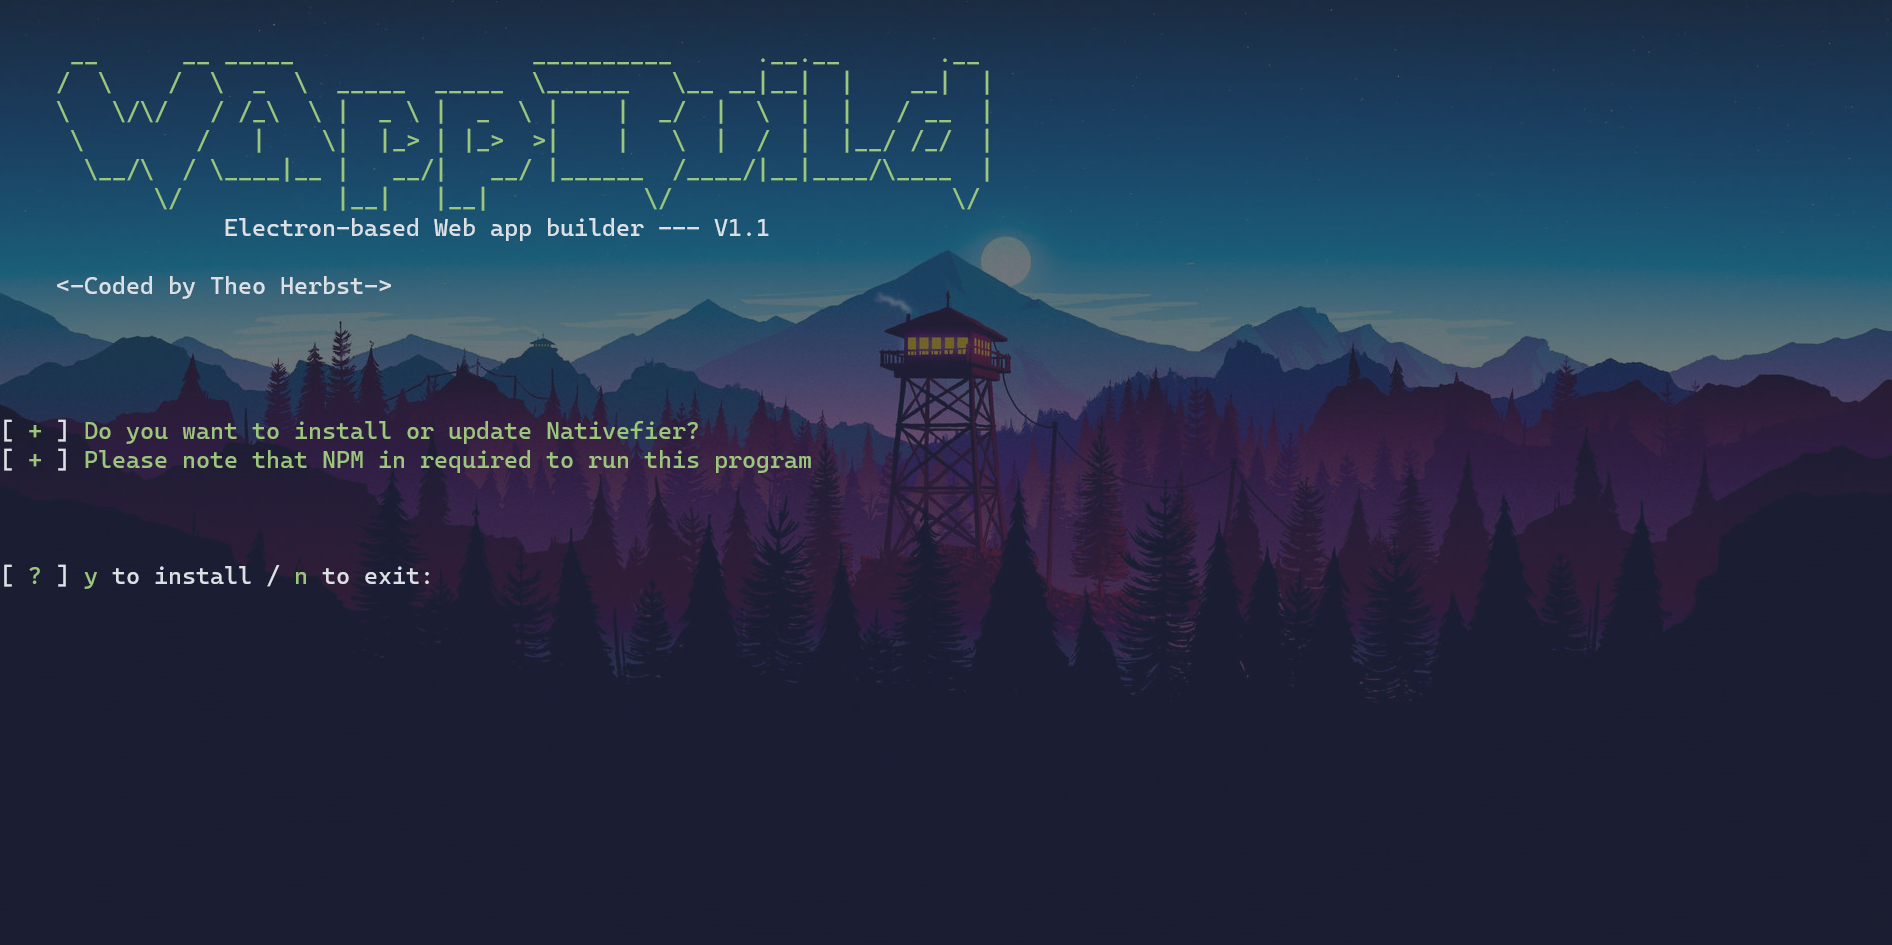 WAppBuild
Electron-based Web app builder --- V1.1
<-Coded by Theo Herbst->
[ + ] Do you want to install or update Nativefier?
[ + ] Please note that NPM in required to run this program
[ ? ] y to install / n to exit: